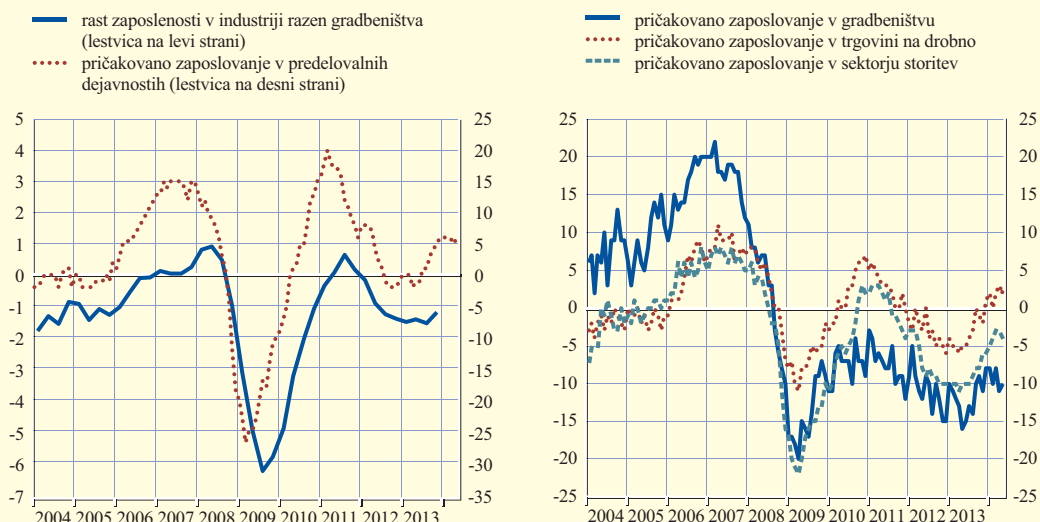 rast zaposlenosti v industriji razen gradbeništva
(lestvica na levi strani)
pričakovano zaposlovanje v predelovalnih
dejavnostih (lestvica na desni strani)
5 25
4 20
3 15
2 10
1 5
0 0
-1 -5
-2 -10
-3 -15
-4 -20
-5 -25
-6 -30
-7 -35
2004 2005 2006 2007 2008 2009 2010 2011 2012 2013
pričakovano zaposlovanje v gradbeništvu
pričakovano zaposlovanje v trgovini na drobno
pričakovano zaposlovanje v sektorju storitev
25 25
20 20
15 15
10 10
5 5
0 0
-5 -5
-10 -10
-15 -15
-20 -20
-25 -25
2004 2005 2006 2007 2008 2009 2010 2011 2012 2013